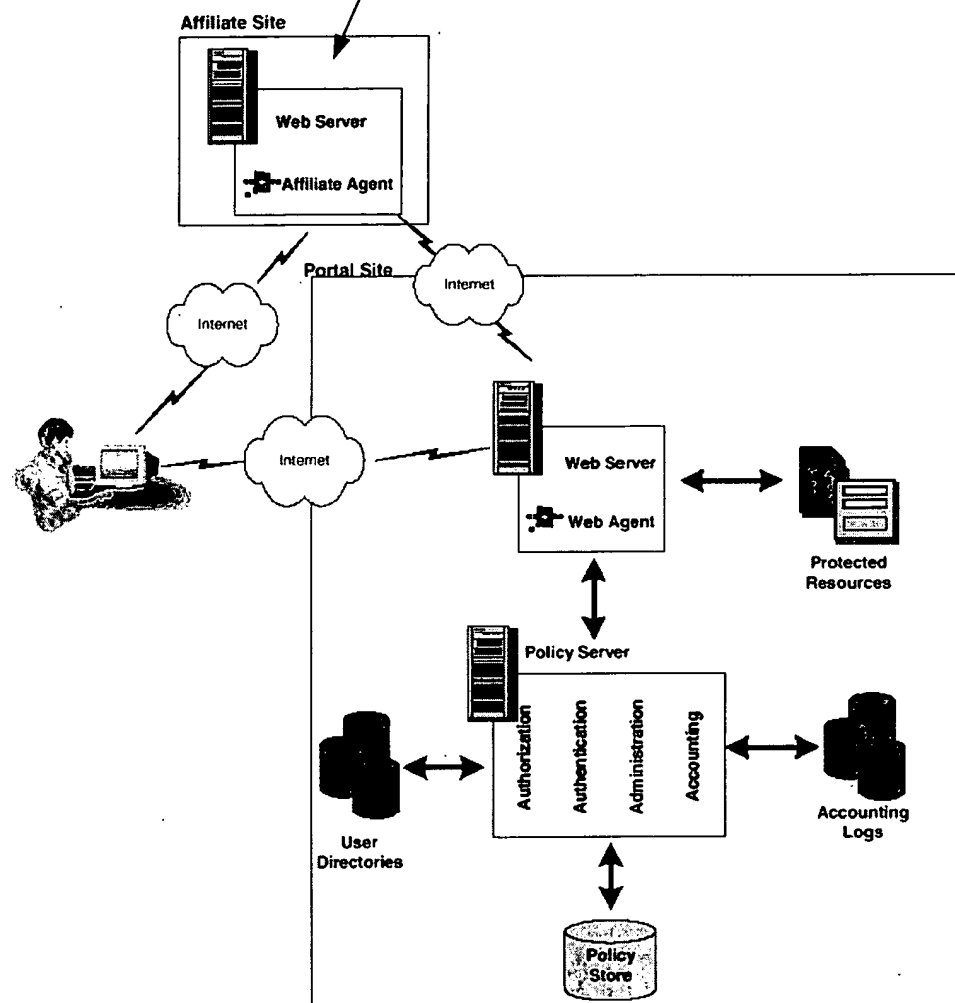 Affiliate Site
Web Server
Affiliate Agent
Portal Site
Internet
Internet
Internet
Web Server
Web Agent
Protected
Resources
Policy Server
Authorization
Authentication
Administration
Accounting
User
Directories
Accounting
Logs
Policy
Store